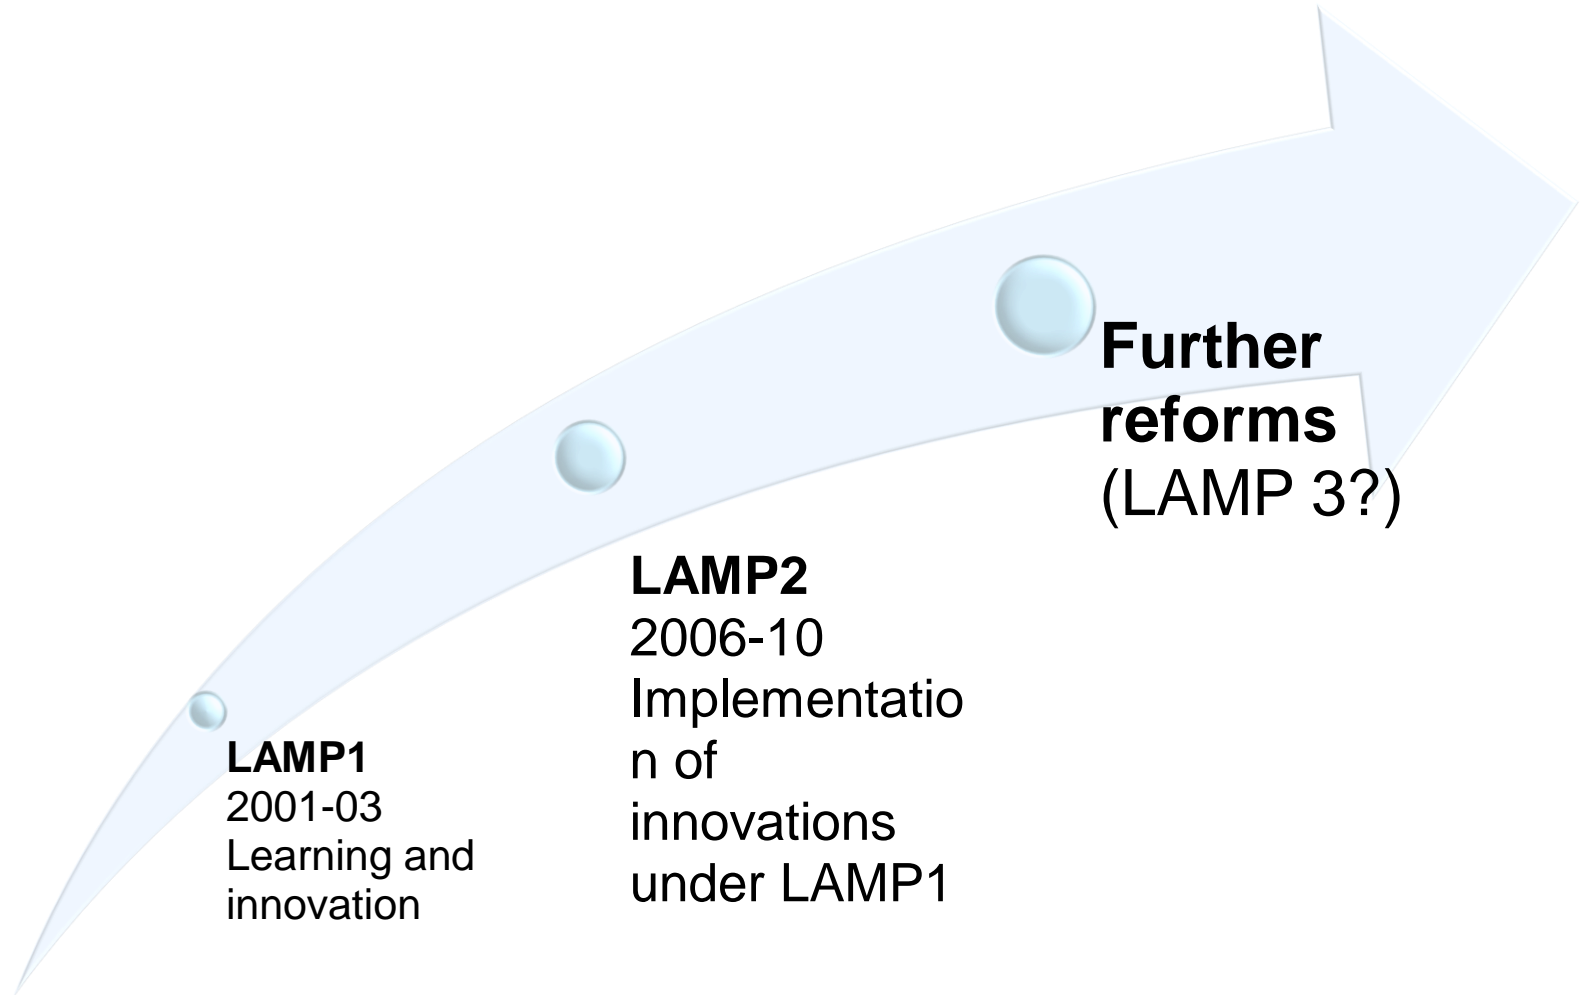 LAMP1
2001-03
Learning and
innovation
LAMP2
2006-10
Implementatio
n of
innovations
under LAMP1
Further
reforms
(LAMP 3?)